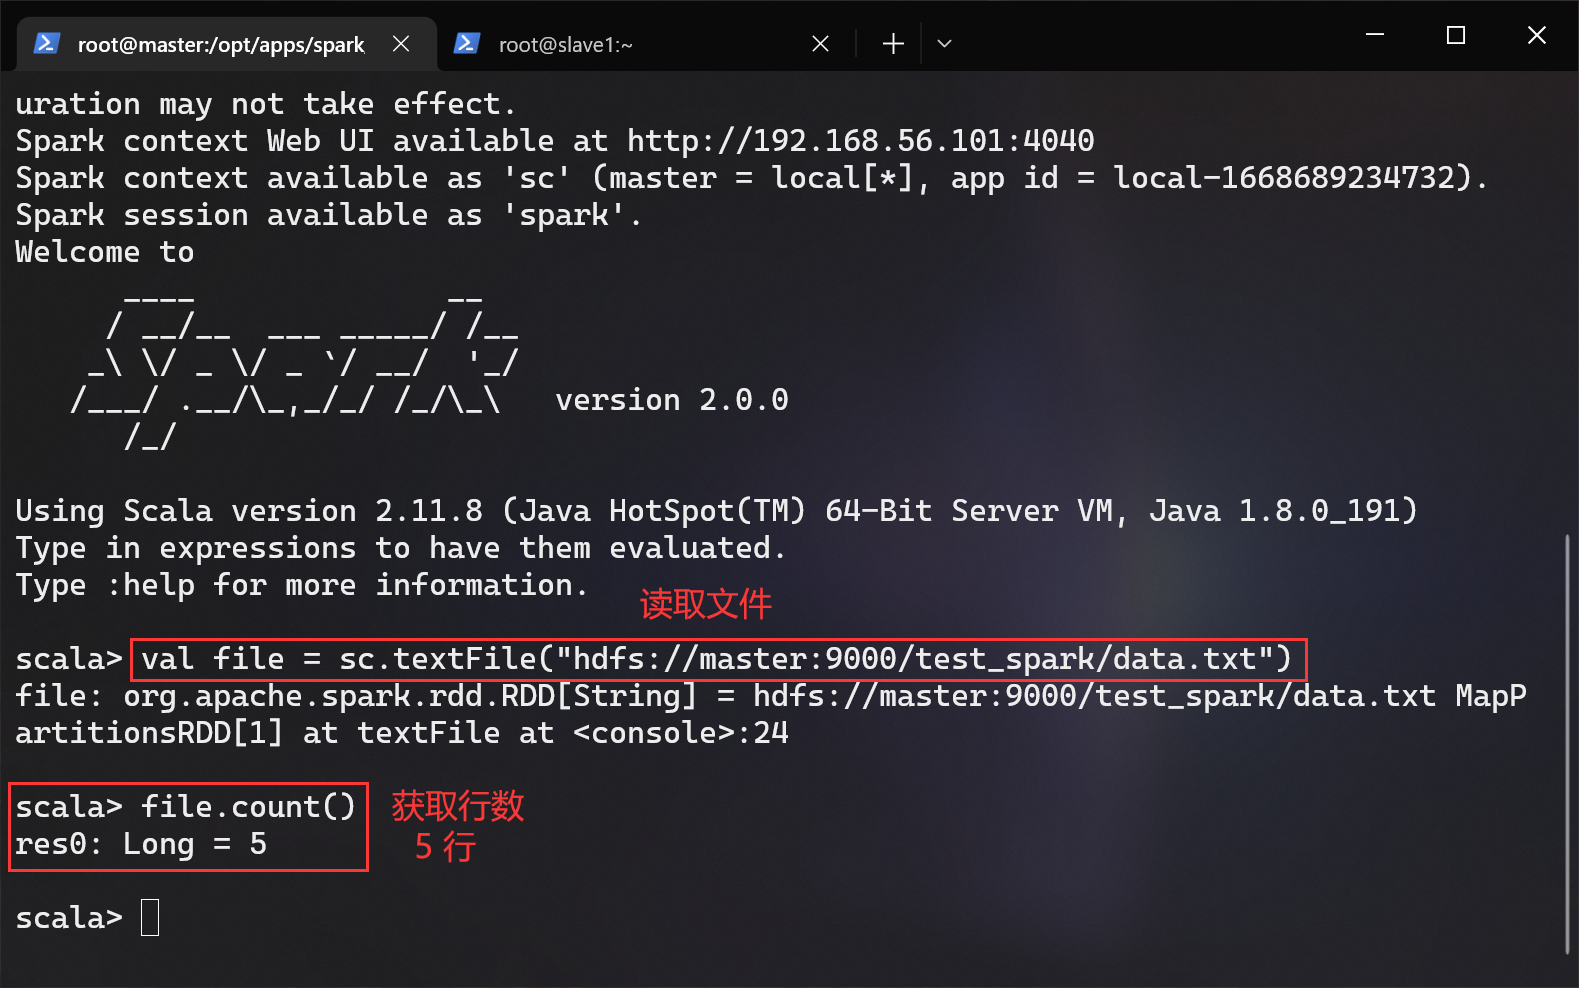 root@master:/opt/apps/spark
root@slave1:~
uration may not take effect.
Spark context Web UI available at http://192.168.56.101:4040
Spark context available as 'sc' (master = local[*], app id = local-1668689234732).
Spark session available as 'spark'.
Welcome to
      ____              __
     / __/__  ___ _____/ /__
    _\ \/ _ \/ _ `/ __/  '_/
   /___/ .__/\_,_/_/ /_/\_\   version 2.0.0
      /_/
Using Scala version 2.11.8 (Java HotSpot(TM) 64-Bit Server VM, Java 1.8.0_191)
Type in expressions to have them evaluated.
Type :help for more information.
读取文件
scala> val file = sc.textFile("hdfs://master:9000/test_spark/data.txt")
file: org.apache.spark.rdd.RDD[String] = hdfs://master:9000/test_spark/data.txt MapP
artitionsRDD[1] at textFile at <console>:24
scala> file.count()
获取行数
res0: Long = 5
5 行
scala>